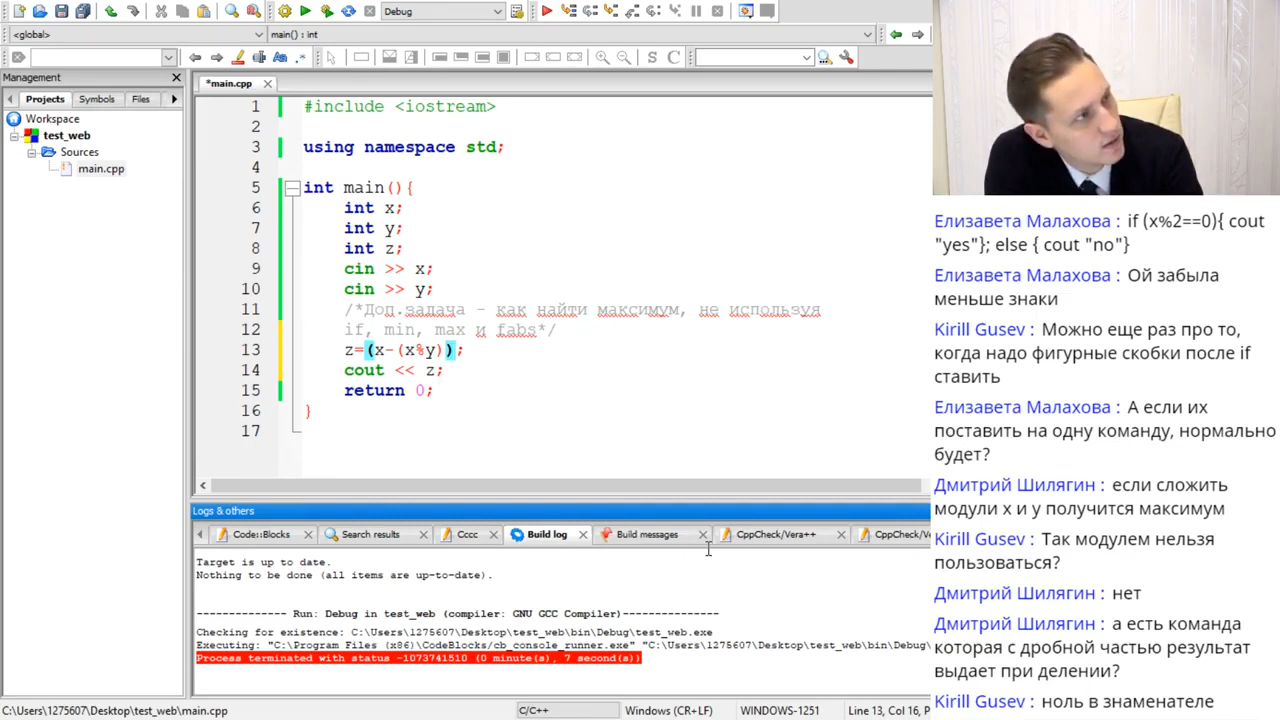 Debug
<global>
main() : int
S C
Management
Projects Symbols Files
Workspace
test_web
Sources
main.cpp
*main.cpp
1 #include <iostream>
2
3 using namespace std;
4
5 int main(){
6 int x;
7 int y;
8 int z;
9 cin >> x;
10 cin >> y;
11 /*Доп.задача - как найти максимум, не используя
12 if, min, max и fabs*/
13 z=(x-(x%y));
14 cout << z;
15 return 0;
16 }
17
Logs & others
Code::Blocks Search results Cccc Build log Build messages CppCheck/Vera++ CppCheck/Ve
Target is up to date.
Nothing to be done (all items are up-to-date).
-------------- Run: Debug in test_web (compiler: GNU GCC Compiler)---------------
Checking for existence: C:\Users\1275607\Desktop\test_web\bin\Debug\test_web.exe
Executing: "C:\Program Files (x86)\CodeBlocks/cb_console_runner.exe" "C:\Users\1275607\Desktop\test_web\bin/Debug
Process terminated with status -1073741510 (0 minute(s), 7 second(s))
C:\Users\1275607\Desktop\test_web\main.cpp C/C++ Windows (CR+LF) WINDOWS-1251 Line 13, Col 16, P
Елизавета Малахова : if (x%2==0){ cout
"yes"}; else { cout "no"}
Елизавета Малахова : Ой забыла
меньше знаки
Kirill Gusev : Можно еще раз про то,
когда надо фигурные скобки после if
ставить
Елизавета Малахова : А если их
поставить на одну команду, нормально
будет?
Дмитрий Шилягин : если сложить
модули x и y получится максимум
Kirill Gusev : Так модулем нельзя
пользоваться?
Дмитрий Шилягин : нет
Дмитрий Шилягин : а есть команда
которая с дробной частью результат
выдает при делении?
Kirill Gusev : ноль в знаменателе